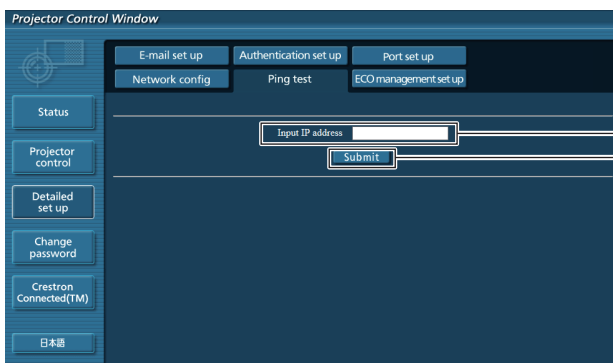 Projector Control Window
E-mail set up
Authentication set up
Port set up
Network config
Ping test
ECO management set up
Status
Input IP address
Submit
Projector
control
Detailed
set up
Change
password
Crestron
Connected(TM)
日本語